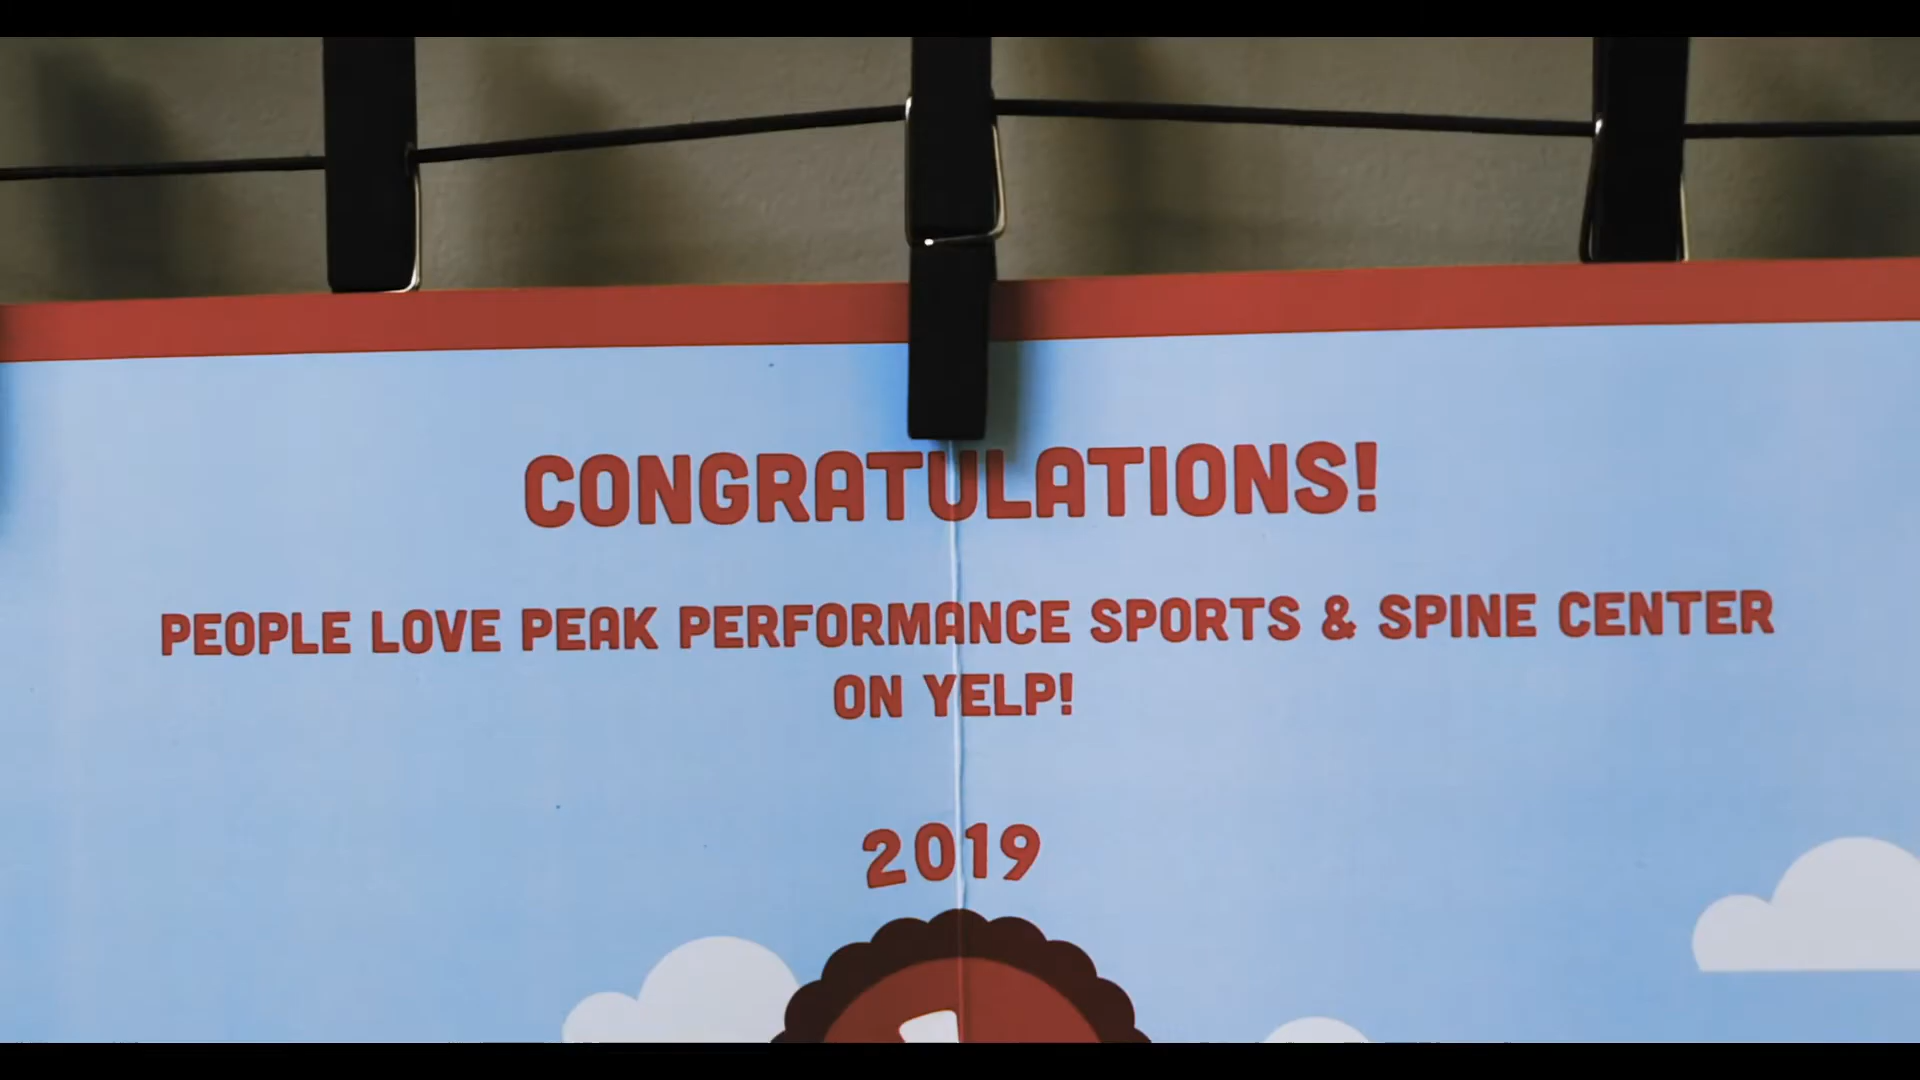 CONGRATULATIONS!
PEOPLE LOVE PEAK PERFORMANCE SPORTS & SPINE CENTER
ON YELP!
2019